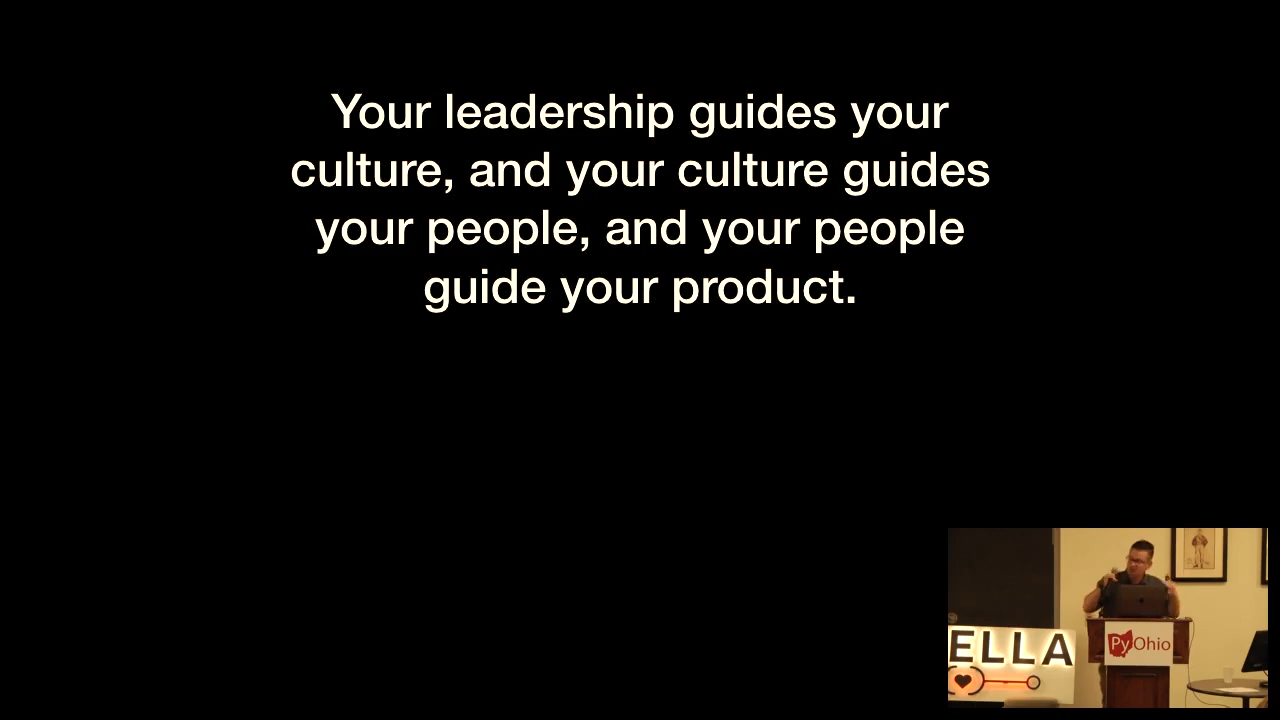 Your leadership guides your
culture, and your culture guides
your people, and your people
guide your product.
ELLA
PyOhio